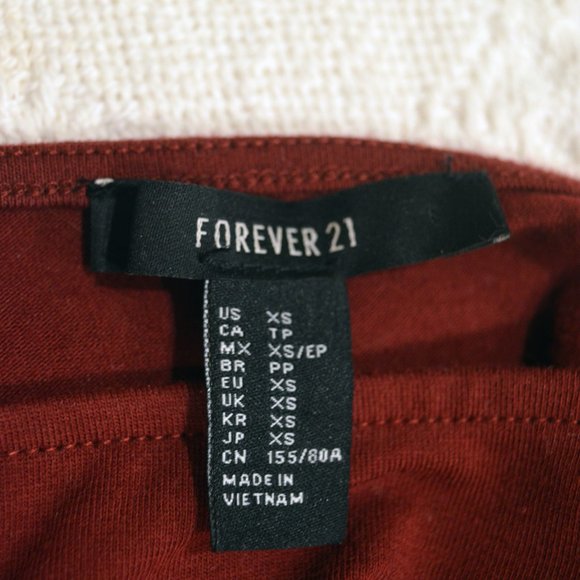 FOREVER 21
US XS
CA TP
MX XS/EP
BR PP
EU XS
UK XS
KR XS
JP XS
CN 155/80A
MADE IN
VIETNAM